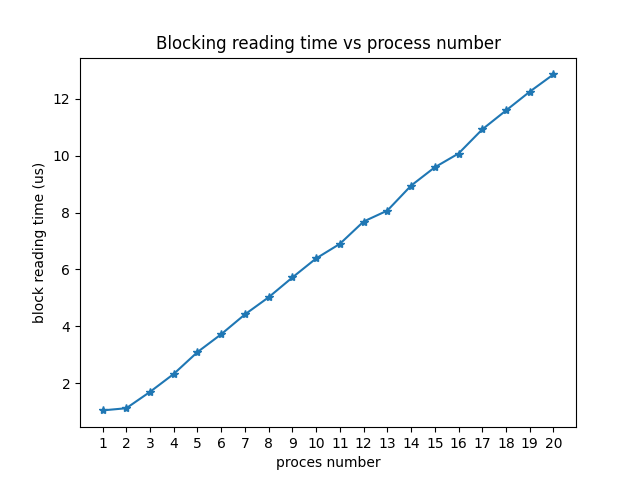 Blocking reading time vs process number
block reading time (us)
12
10
8
6
4
2
1 2 3 4 5 6 7 8 9 10 11 12 13 14 15 16 17 18 19 20
proces number